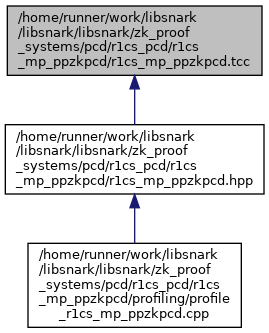 /home/runner/work/libsnark
/libsnark/libsnark/zk_proof
_systems/pcd/r1cs_pcd/r1cs
_mp_ppzkpcd/r1cs_mp_ppzkpcd.tcc
/home/runner/work/libsnark
/libsnark/libsnark/zk_proof
_systems/pcd/r1cs_pcd/r1cs
_mp_ppzkpcd/r1cs_mp_ppzkpcd.hpp
/home/runner/work/libsnark
/libsnark/libsnark/zk_proof
_systems/pcd/r1cs_pcd/r1cs
_mp_ppzkpcd/profiling/profile
_r1cs_mp_ppzkpcd.cpp